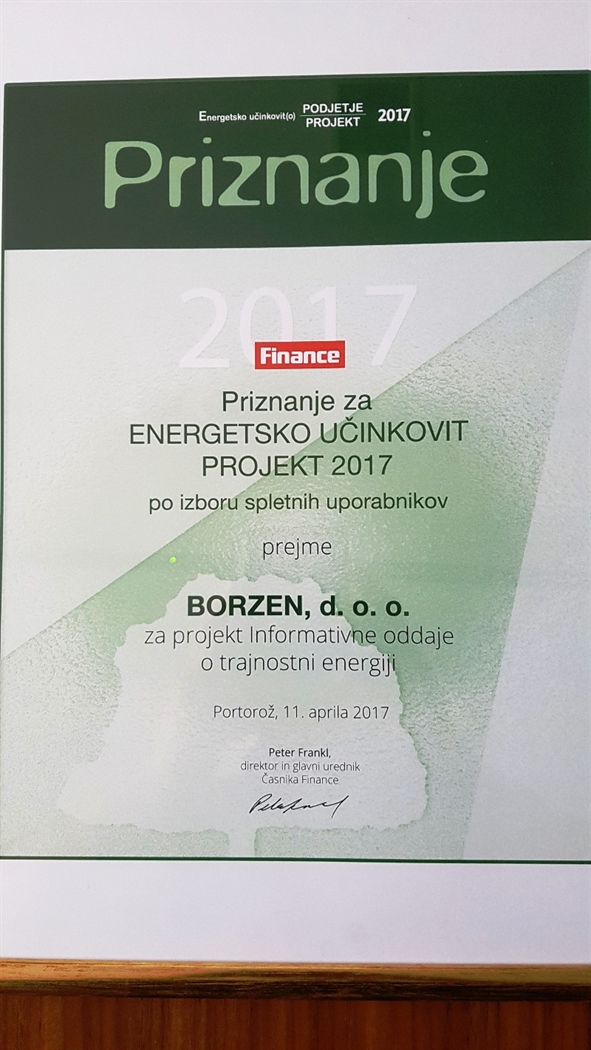 Energetsko učinkovit(o) PODJETJE PROJEKT 2017
Priznanje
2017
Finance
Priznanje za
ENERGETSKO UČINKOVIT
PROJEKT 2017
po izboru spletnih uporabnikov
prejme
BORZEN, d. o. o.
za projekt Informativne oddaje
o trajnostni energiji
Portorož, 11. aprila 2017
Peter Frankl,
direktor in glavni urednik
Časnika Finance